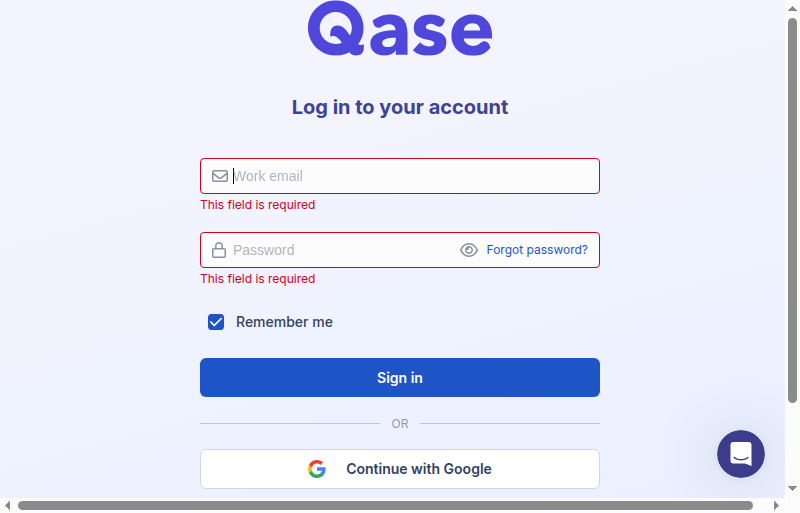 Qase
Log in to your account
Work email
This field is required
Password
Forgot password?
This field is required
Remember me
Sign in
OR
Continue with Google